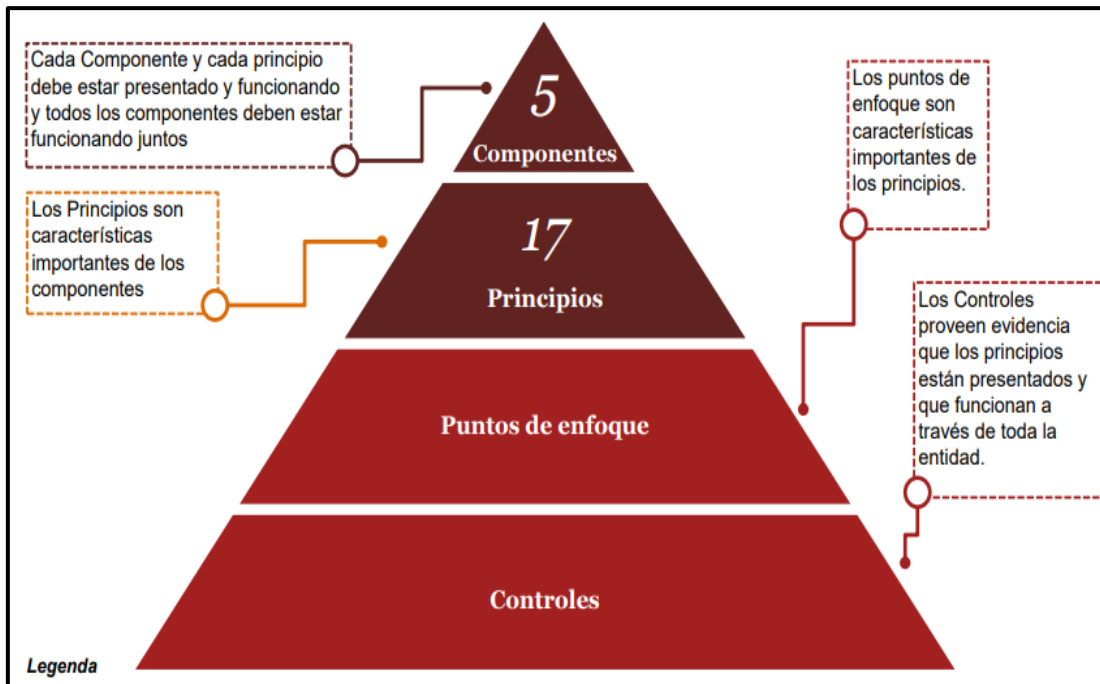 Cada Componente y cada principio
debe estar presentado y funcionando
y todos los componentes deben estar
funcionando juntos
5
Componentes
Los puntos de
enfoque son
características
importantes de
los principios.
Los Principios son
características
importantes de los
componentes
17
Principios
Los Controles
proveen evidencia
que los principios
están presentados y
que funcionan a
través de toda la
entidad.
Puntos de enfoque
Controles
Legenda